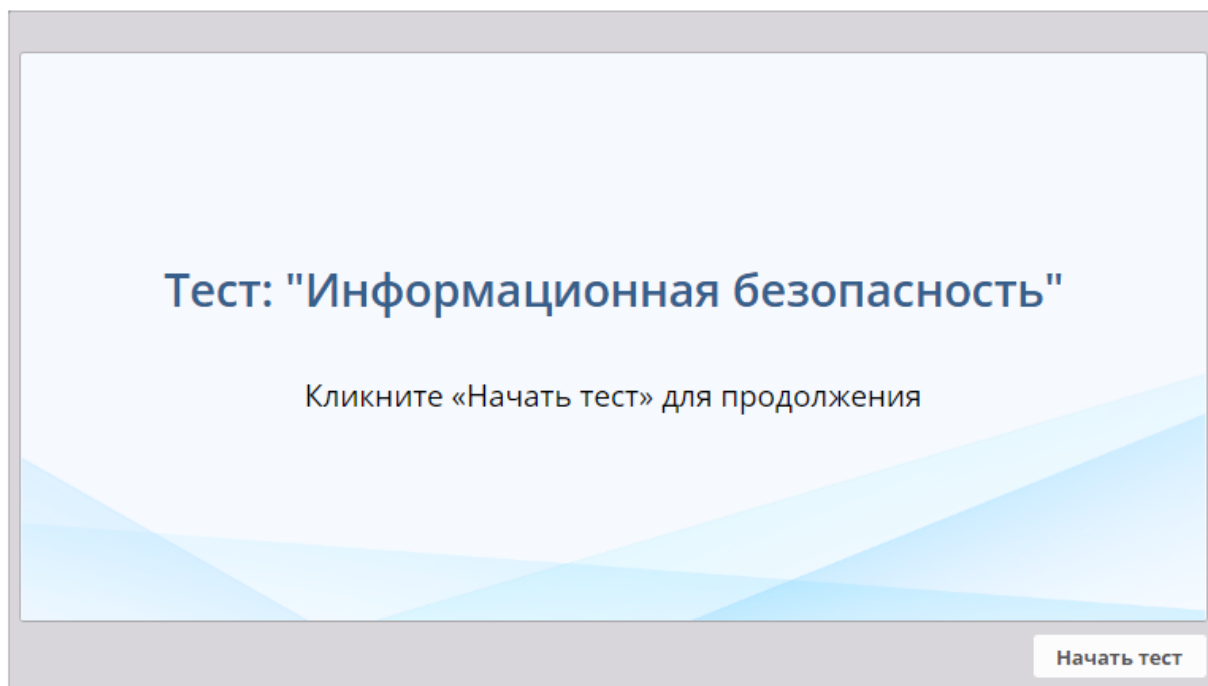 Тест: "Информационная безопасность"
Кликните «Начать тест» для продолжения
Начать тест